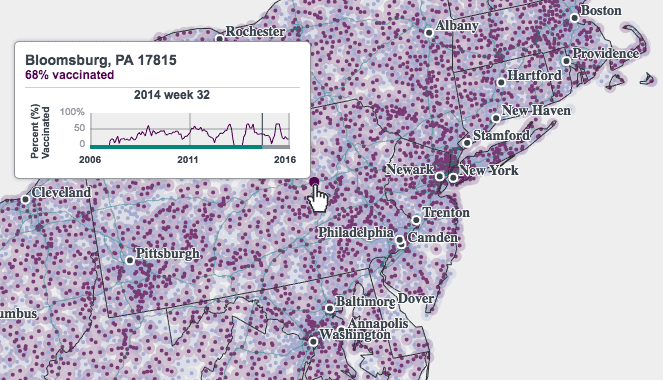 Boston
Rochester
Albany
Bloomsburg, PA 17815
68% vaccinated
Providence
Hartford
2014 week 32
New Haven
Percent (%)
Vaccinated
100%
50
0
Stamford
2006
2011
2016
Newark
New York
Cleveland
Trenton
Philadelphia
Camden
Pittsburgh
Baltimore
Dover
umbus
Annapolis
Washington